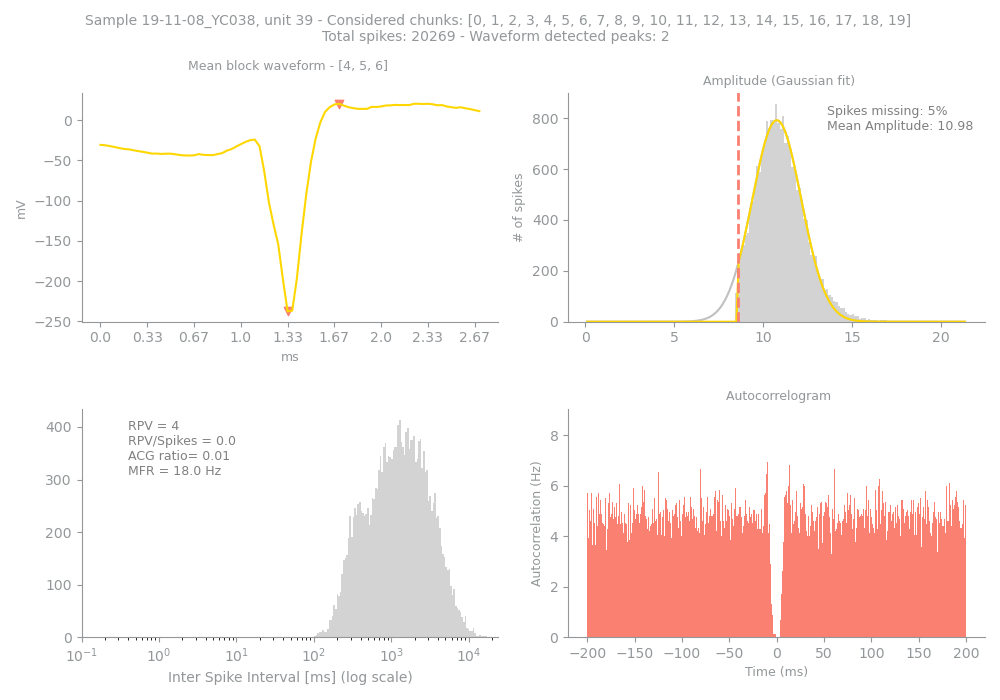 Sample 19-11-08_YC038, unit 39 - Considered chunks: [0, 1, 2, 3, 4, 5, 6, 7, 8, 9, 10, 11, 12, 13, 14, 15, 16, 17, 18, 19]
Total spikes: 20269 - Waveform detected peaks: 2
Mean block waveform - [4, 5, 6]
mV
0
−50
−100
−150
−200
−250
0.0 0.33 0.67 1.0 1.33 1.67 2.0 2.33 2.67
ms
Amplitude (Gaussian fit)
Spikes missing: 5%
Mean Amplitude: 10.98
# of spikes
800
600
400
200
0
0 5 10 15 20
RPV = 4
RPV/Spikes = 0.0
ACG ratio= 0.01
MFR = 18.0 Hz
400
300
200
100
0
10⁻¹ 10⁰ 10¹ 10² 10³ 10⁴
Inter Spike Interval [ms] (log scale)
Autocorrelogram
Autocorrelation (Hz)
8
6
4
2
0
−200 −150 −100 −50 0 50 100 150 200
Time (ms)